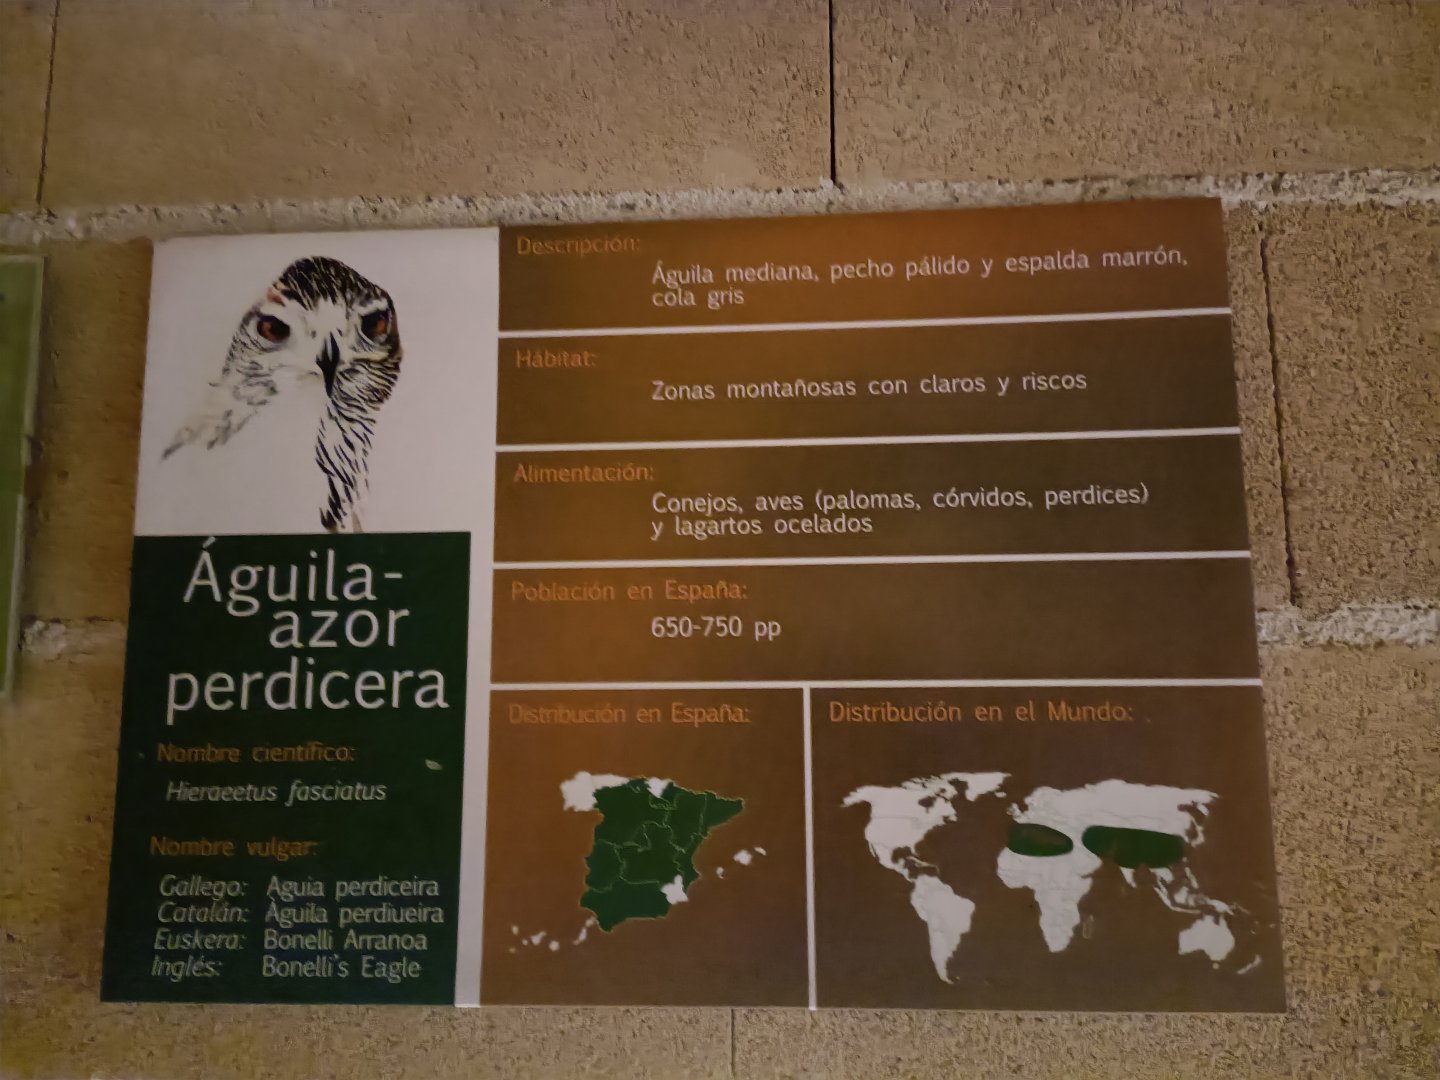 Águila-
azor
perdicera
Nombre científico:
Hieraeetus fasciatus
Nombre vulgar:
Gallego: Aguia perdiceira
Catalán: Àguila perdiueira
Euskera: Bonelli Arranoa
Inglés: Bonelli's Eagle
Descripción:
Águila mediana, pecho pálido y espalda marrón,
cola gris
Hábitat:
Zonas montañosas con claros y riscos
Alimentación:
Conejos, aves (palomas, córvidos, perdices)
y lagartos ocelados
Población en España:
650-750 pp
Distribución en España:
Distribución en el Mundo: